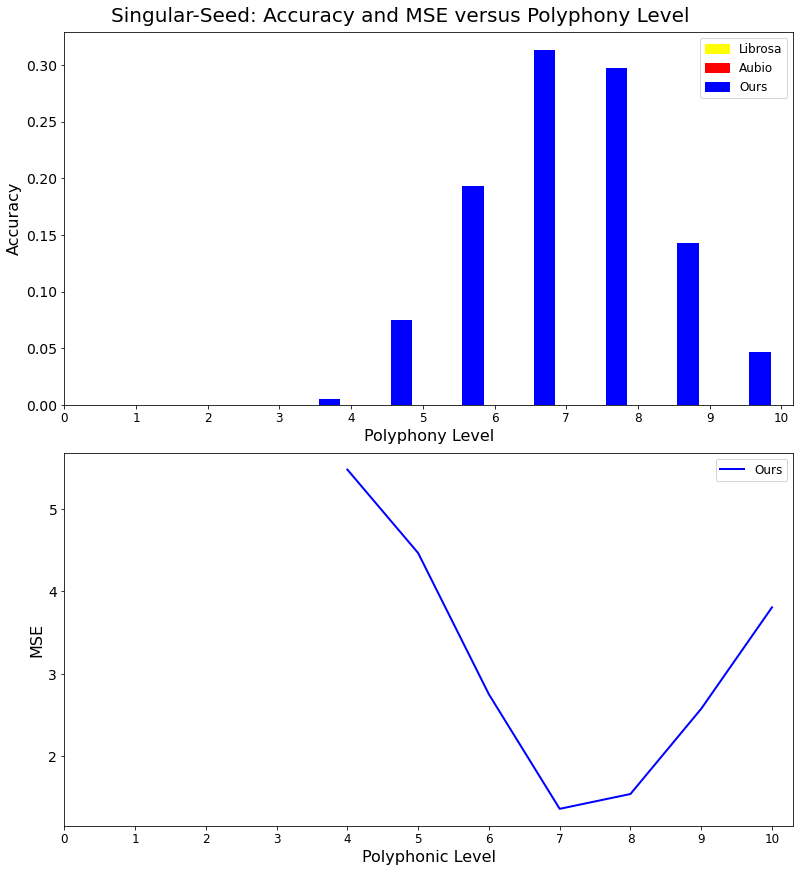 Singular-Seed: Accuracy and MSE versus Polyphony Level
Librosa
Aubio
Ours
0.30
0.25
0.20
0.15
0.10
0.05
0.00
Accuracy
0 1 2 3 4 5 6 7 8 9 10
Polyphony Level
Ours
5
4
3
2
MSE
0 1 2 3 4 5 6 7 8 9 10
Polyphonic Level